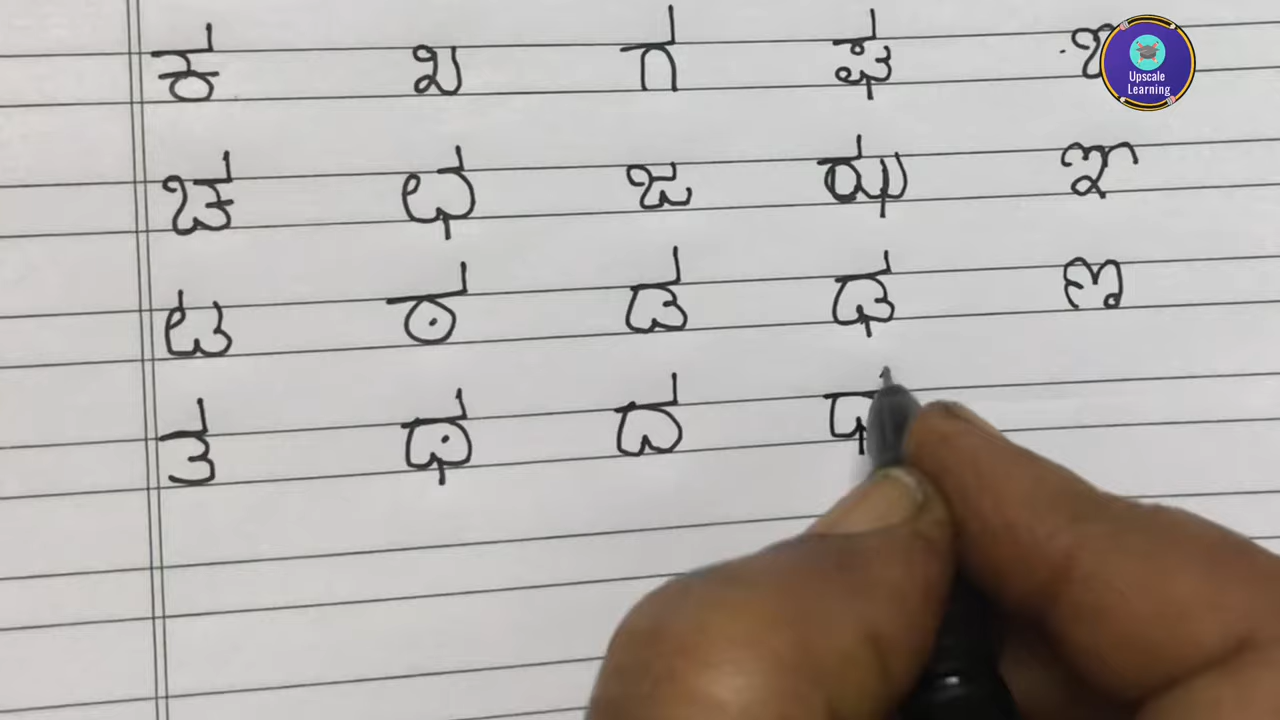 ಕ ಖ ಗ ಘ
Upscale
Learning
ಚ ಛ ಜ ಝ ಞ
ಟ ಠ ಡ ಢ ಣ
ತ ಥ ದ ಧ